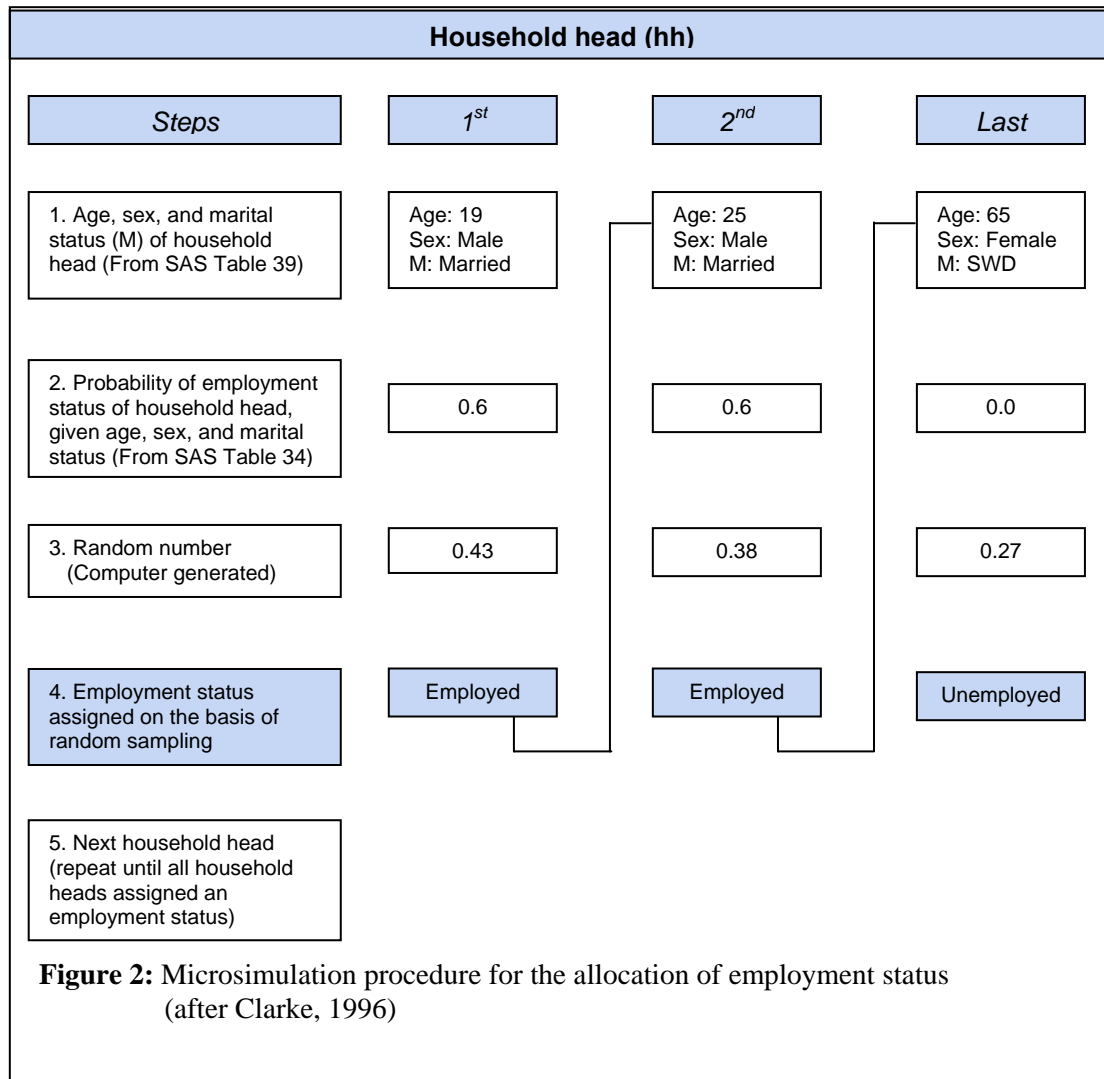 Household head (hh)
Steps
1st
2nd
Last
1. Age, sex, and marital
status (M) of household
head (From SAS Table 39)
Age: 19
Sex: Male
M: Married
Age: 25
Sex: Male
M: Married
Age: 65
Sex: Female
M: SWD
2. Probability of employment
status of household head,
given age, sex, and marital
status (From SAS Table 34)
0.6
0.6
0.0
3. Random number
(Computer generated)
0.43
0.38
0.27
4. Employment status
assigned on the basis of
random sampling
Employed
Employed
Unemployed
5. Next household head
(repeat until all household
heads assigned an
employment status)
Figure 2: Microsimulation procedure for the allocation of employment status
(after Clarke, 1996)